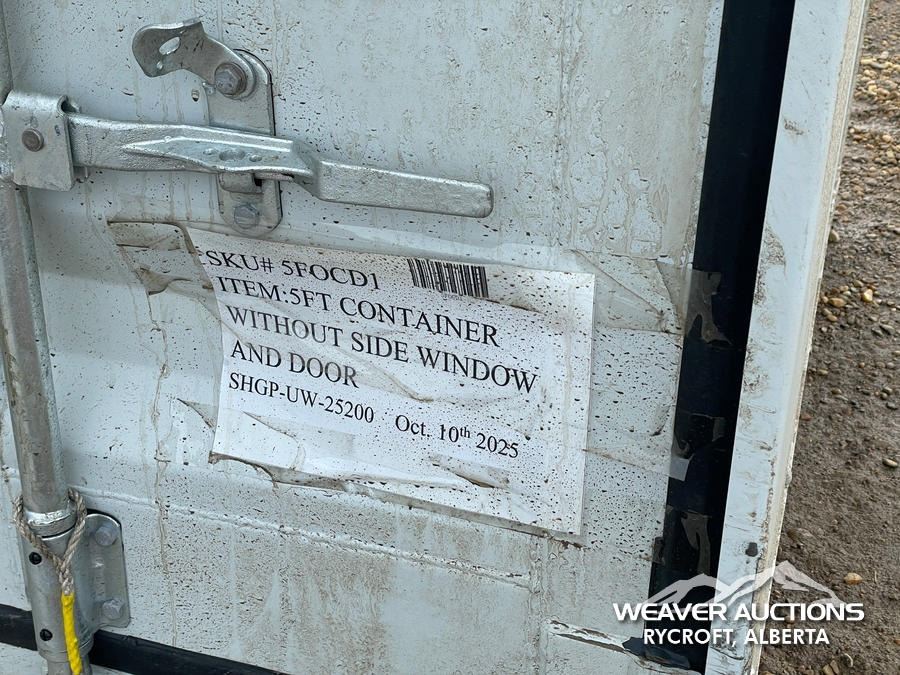 SKU# 5FOCD1
ITEM:5FT CONTAINER
WITHOUT SIDE WINDOW
AND DOOR
SHGP-UW-25200 Oct. 10th 2025
WEAVER AUCTIONS
RYCROFT, ALBERTA